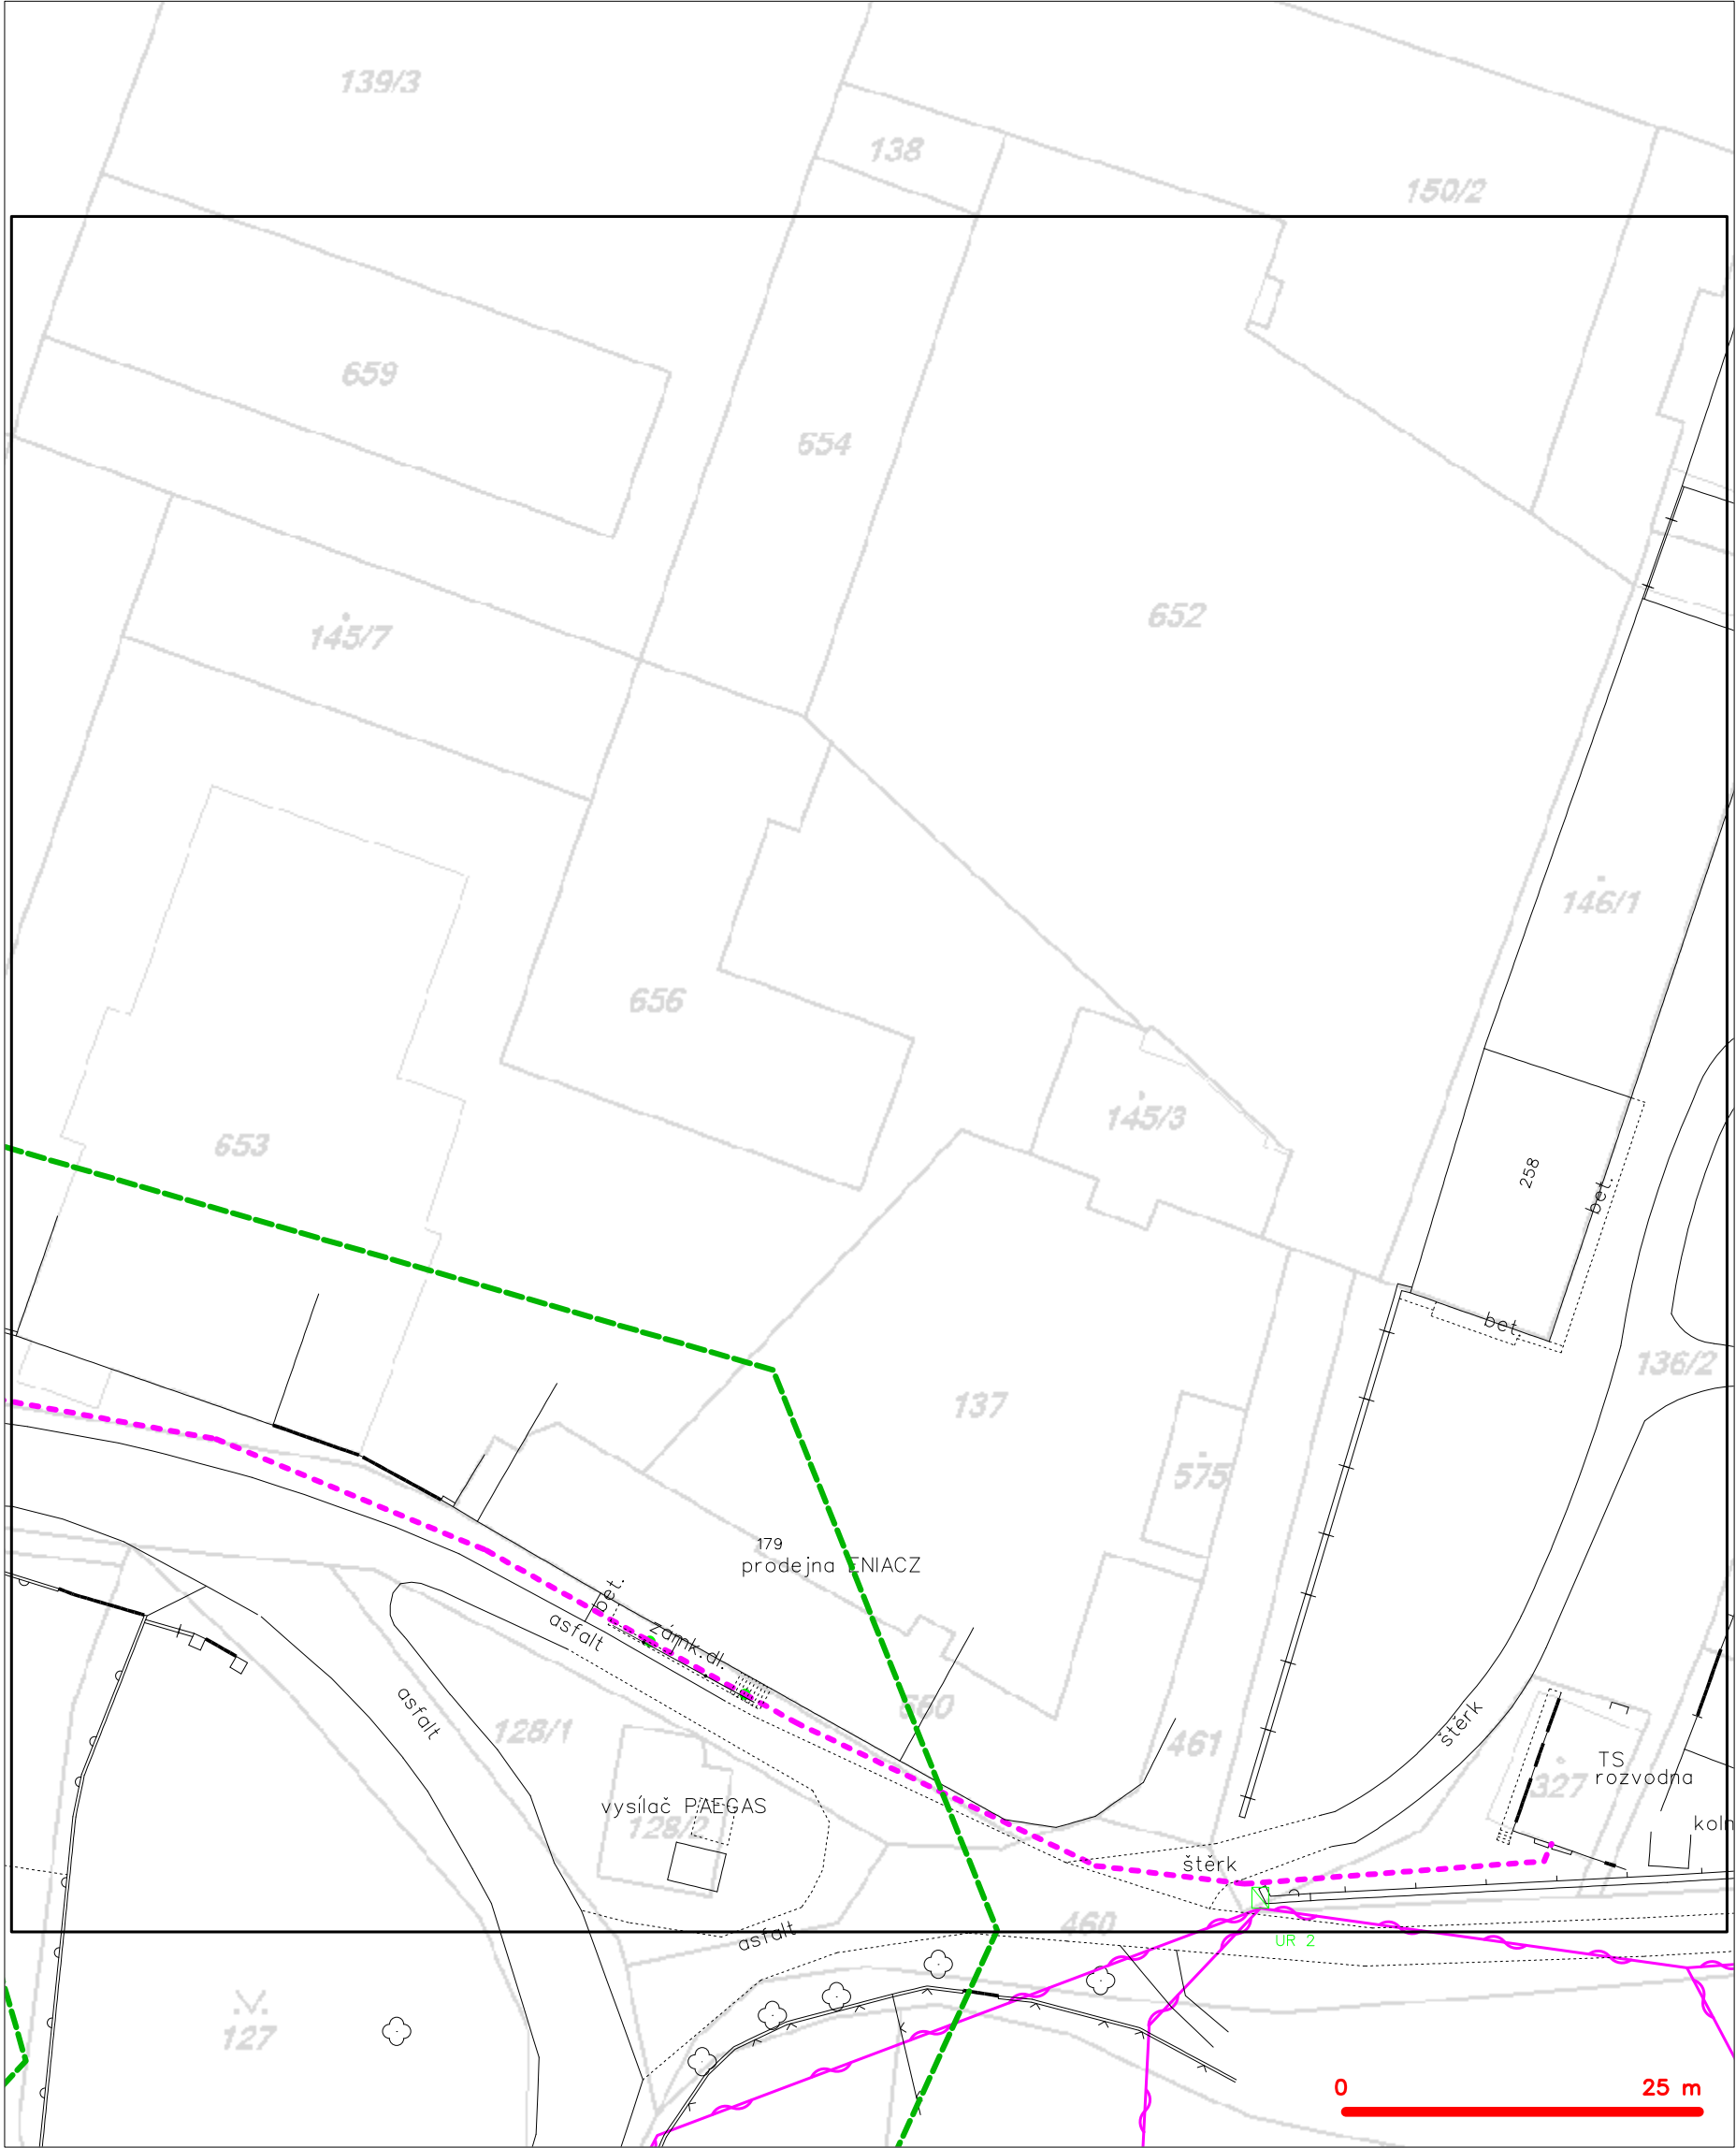 139/3
138
150/2
659
654
652
145/7
146/1
656
145/3
653
258
bet.
bet.
136/2
137
575
179
prodejna ENIACZ
bet.
zámk.dl.
asfalt
asfalt
128/1
660
461
štěrk
TS
rozvodna
327
vysílač PAEGAS
128/2
koln
štěrk
460
asfalt
UR 2
127
0 25 m